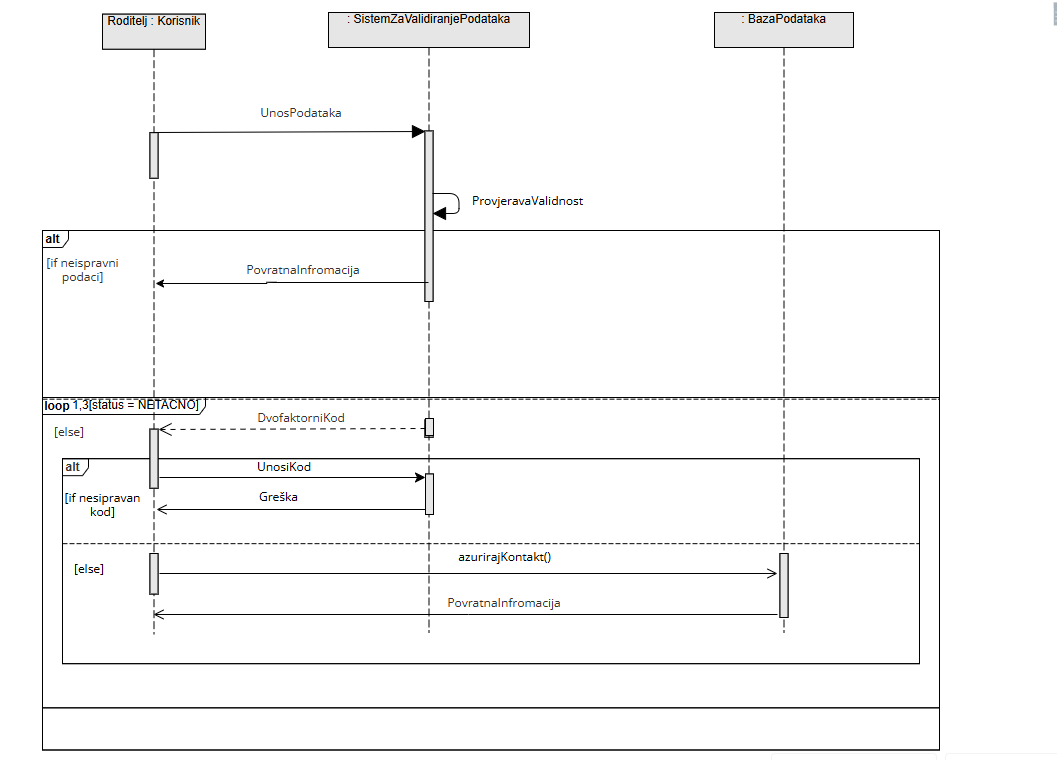 Roditelj : Korisnik
: SistemZaValidiranjePodataka
: BazaPodataka
UnosPodataka
ProvjeravaValidnost
alt
[if neispravni
podaci]
PovratnaInfromacija
loop 1,3[status = NETACNO]
DvofaktorniKod
[else]
alt
UnosiKod
[if nesipravan
kod]
Greška
azurirajKontakt()
[else]
PovratnaInfromacija